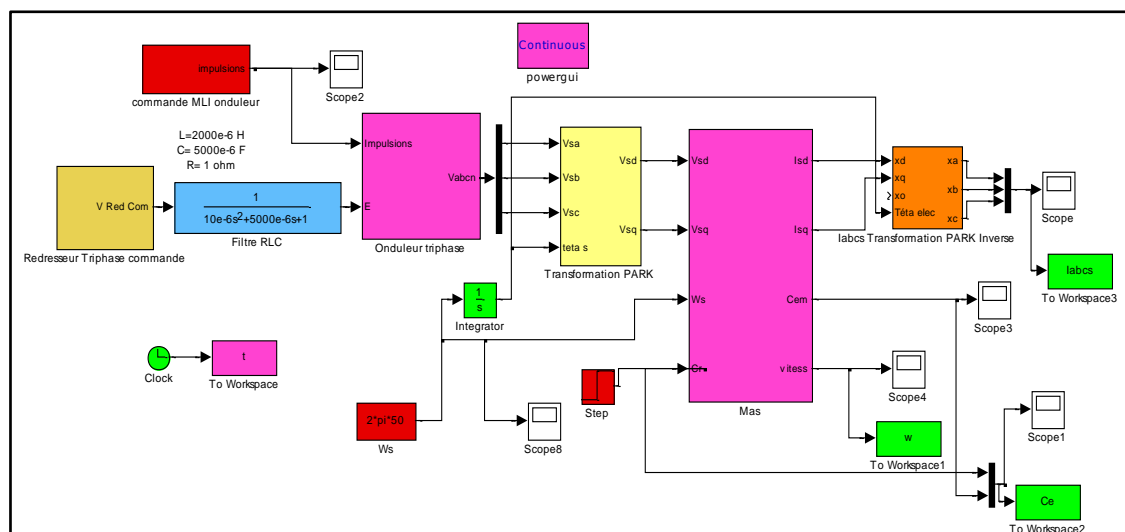 Continuous
powergui
impulsions
commande MLI onduleur
Scope2
L=2000e-6 H
C= 5000e-6 F
R= 1 ohm
V Red Com
Redresseur Triphase commande
1
10e-6s2+5000e-6s+1
Filtre RLC
Impulsions
E
Vabcn
Onduleur triphase
Vsa
Vsb
Vsc
teta s
Vsd
Vsq
Transformation PARK
Vsd
Vsq
Ws
Cr
Isd
Isq
Cem
vitess
Mas
xd
xq
xo
Téta elec
xa
xb
xc
Iabcs Transformation PARK Inverse
Scope
Iabcs
To Workspace3
1
s
Integrator
Scope3
Clock
t
To Workspace
2*pi*50
Ws
Scope8
Step
Scope4
w
To Workspace1
Scope1
Ce
To Workspace2